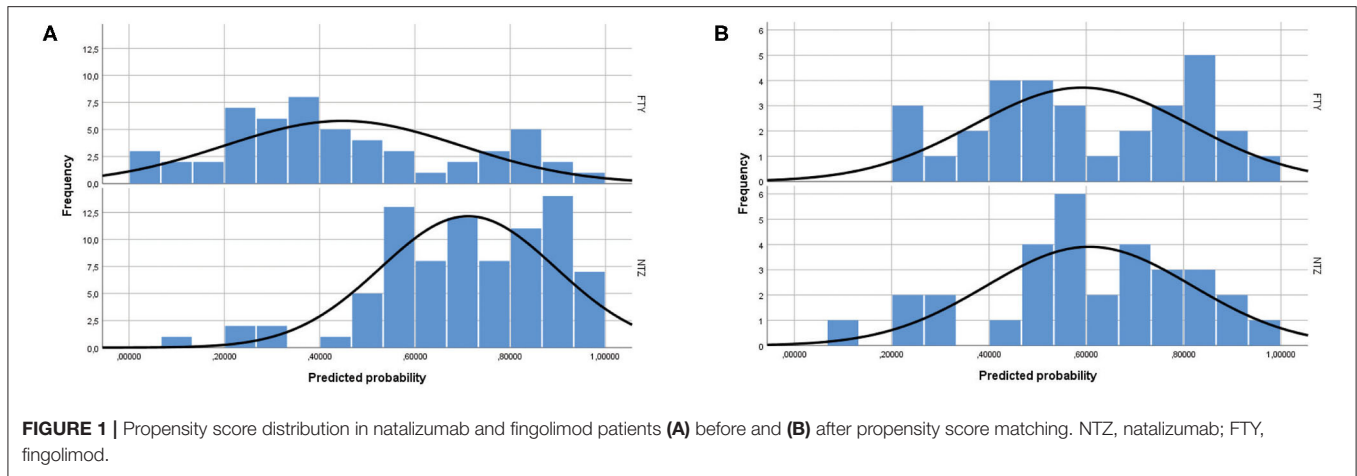 A
12,5
10,0
7,5
5,0
2,5
0,0
FTY
12,5
10,0
7,5
5,0
2,5
0,0
NTZ
Frequency
,00000 ,20000 ,40000 ,60000 ,80000 1,00000
Predicted probability
B
6
5
4
3
2
1
0
FTY
6
5
4
3
2
1
0
NTZ
Frequency
,00000 ,20000 ,40000 ,60000 ,80000 1,00000
Predicted probability
FIGURE 1 | Propensity score distribution in natalizumab and fingolimod patients (A) before and (B) after propensity score matching. NTZ, natalizumab; FTY,
fingolimod.